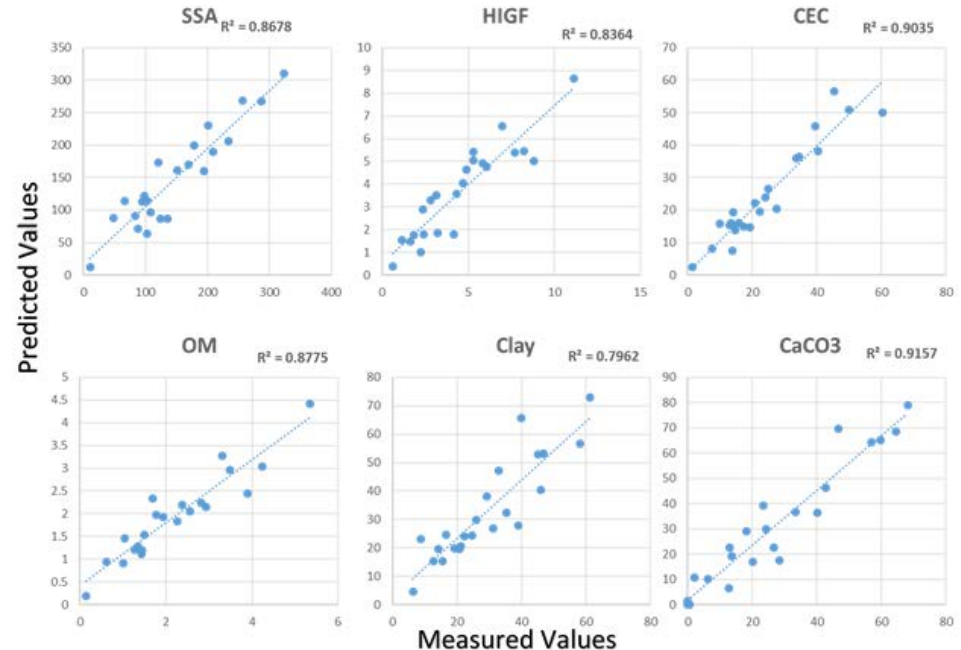 SSA
R² = 0.8678
HIGF
R² = 0.8364
CEC
R² = 0.9035
350
300
250
200
150
100
50
0
0 100 200 300 400
10
9
8
7
6
5
4
3
2
1
0
0 5 10 15
70
60
50
40
30
20
10
0
0 20 40 60 80
Predicted Values
OM
R² = 0.8775
Clay
R² = 0.7962
CaCO3
R² = 0.9157
5
4.5
4
3.5
3
2.5
2
1.5
1
0.5
0
0 2 4 6
80
70
60
50
40
30
20
10
0
0 20 40 60 80
90
80
70
60
50
40
30
20
10
0
0 20 40 60 80
Measured Values